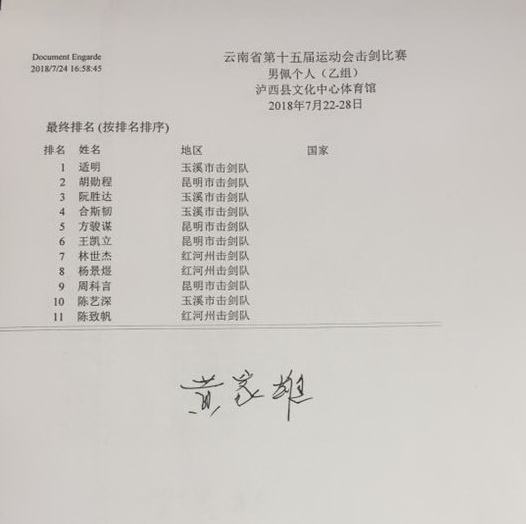 Document Engarde
2018/7/24 16:58:45
云南省第十五届运动会击剑比赛
男佩个人（乙组）
泸西县文化中心体育馆
2018年7月22-28日
最终排名 (按排名排序)
排名 姓名 地区 国家
1 适明 玉溪市击剑队
2 胡勋程 昆明市击剑队
3 阮胜达 玉溪市击剑队
4 合斯韧 玉溪市击剑队
5 方骏谋 昆明市击剑队
6 王凯立 昆明市击剑队
7 林世杰 红河州击剑队
8 杨景煜 红河州击剑队
9 周科言 昆明市击剑队
10 陈艺深 玉溪市击剑队
11 陈致帆 红河州击剑队
黄家雄